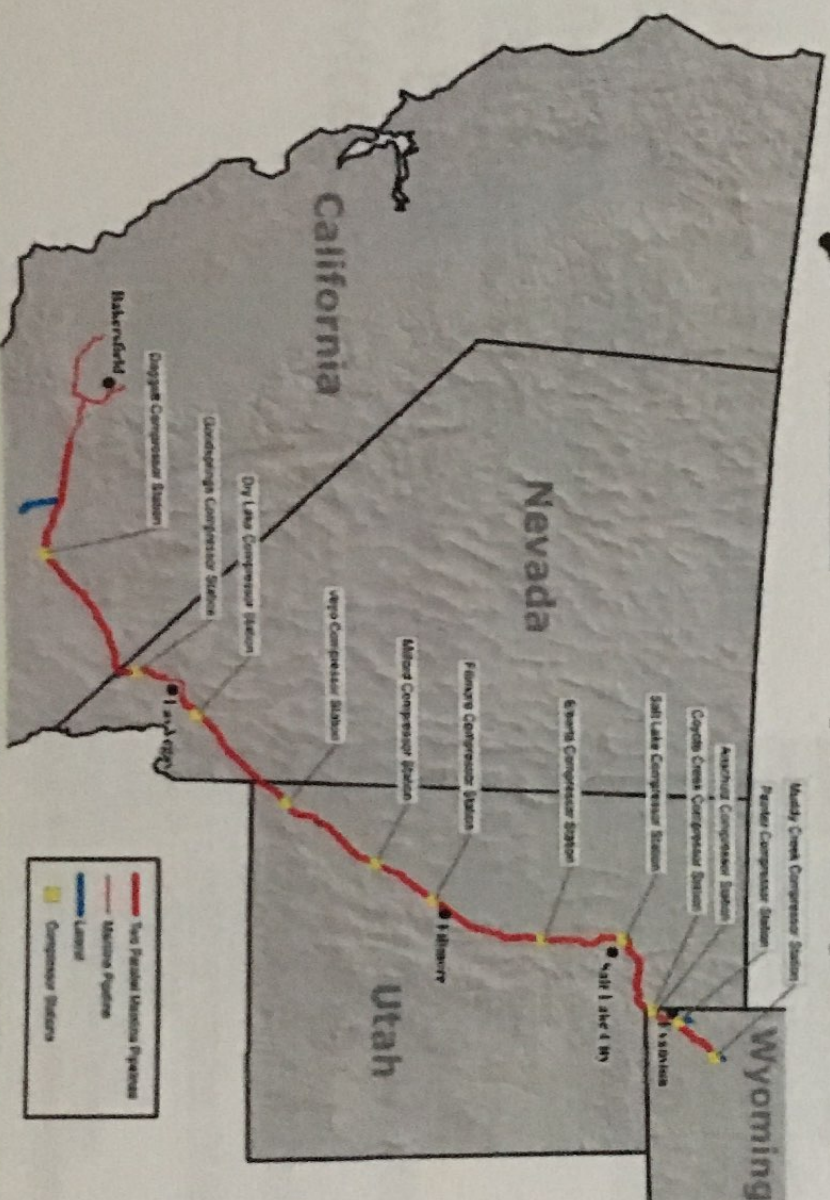 Wyoming
Muddy Creek Compressor Station
Painter Compressor Station
Anschutz Compressor Station
Coyote Creek Compressor Station
Salt Lake Compressor Station
Elberta Compressor Station
Fillmore Compressor Station
Milford Compressor Station
Veyo Compressor Station
Dry Lake Compressor Station
Goodsprings Compressor Station
Daggett Compressor Station
Nevada
California
Utah
Evanston
Salt Lake City
Fillmore
Las Vegas
Bakersfield
Two Parallel Mainline Pipelines
Mainline Pipeline
Lateral
Compressor Stations